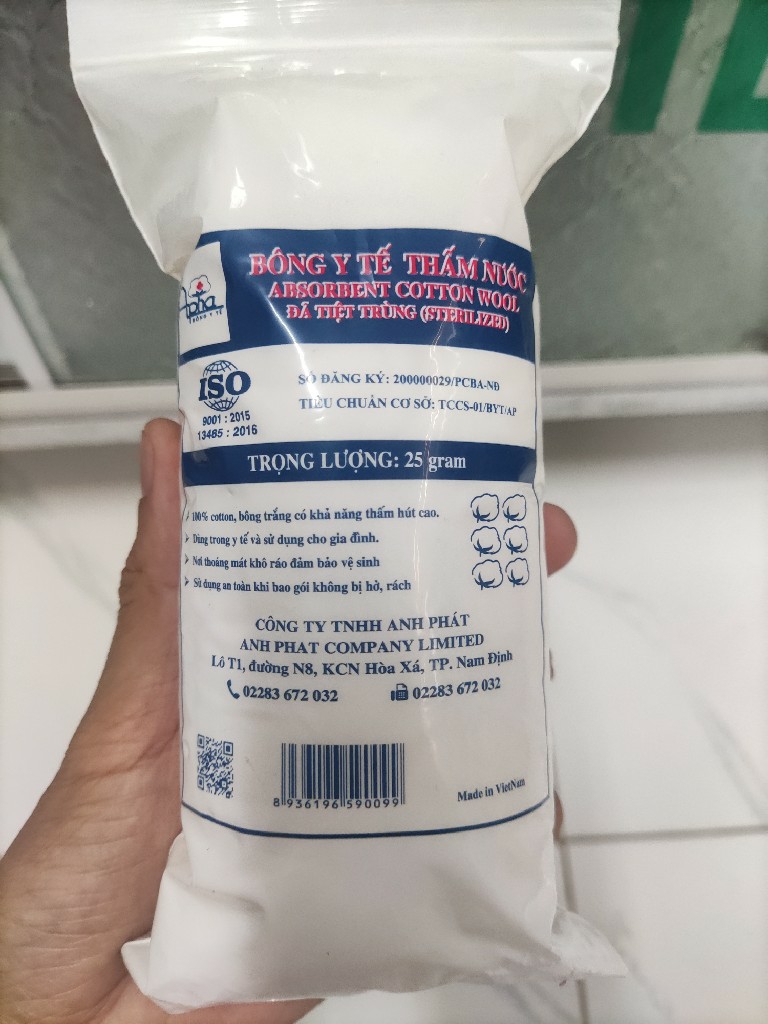 BÔNG Y TẾ THẤM NƯỚC
ABSORBENT COTTON WOOL
ĐÃ TIỆT TRÙNG (STERILIZED)
BÔNG Y TẾ
ISO
9001 : 2015
13485 : 2016
SỐ ĐĂNG KÝ: 200000029/PCBA-NĐ
TIÊU CHUẨN CƠ SỞ: TCCS-01/BYT/AP
TRỌNG LƯỢNG: 25 gram
100% cotton, bông trắng có khả năng thấm hút cao.
Dùng trong y tế và sử dụng cho gia đình.
Nơi thoáng mát khô ráo đảm bảo vệ sinh
Sử dụng an toàn khi bao gói không bị hở, rách
CÔNG TY TNHH ANH PHÁT
ANH PHAT COMPANY LIMITED
Lô T1, đường N8, KCN Hòa Xá, TP. Nam Định
02283 672 032 02283 672 032
8 936196 590099
Made in VietNam